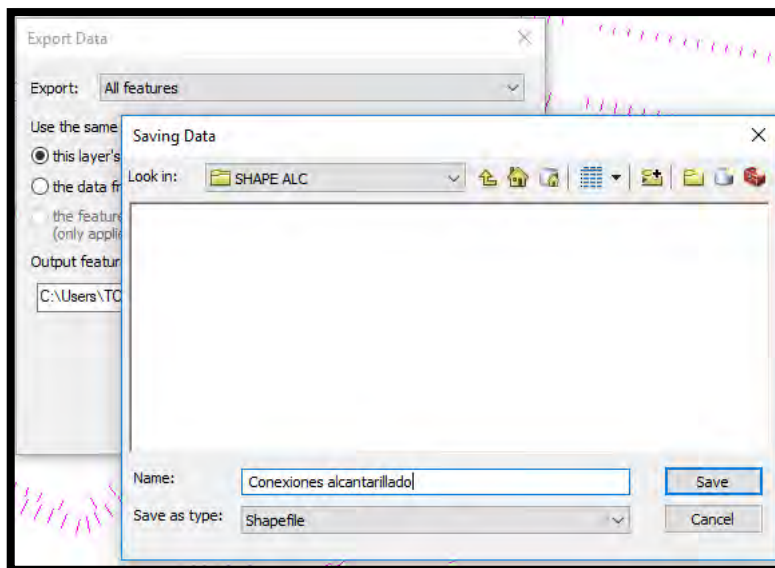 Export Data
Export: All features
Use the same
this layer's
the data fr
the feature
(only applie
Output featur
C:\Users\TO
Saving Data
Look in: SHAPE ALC
Name: Conexiones alcantarillado
Save
Save as type: Shapefile
Cancel